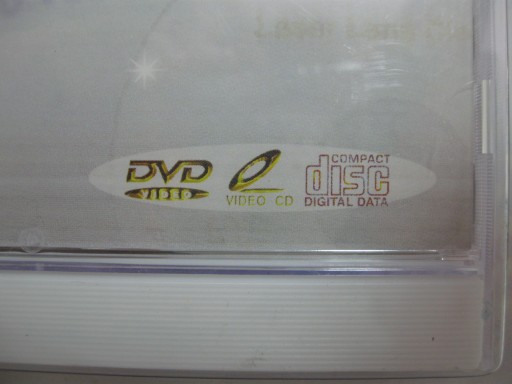 DVD
VIDEO
VIDEO CD
COMPACT
disc
DIGITAL DATA